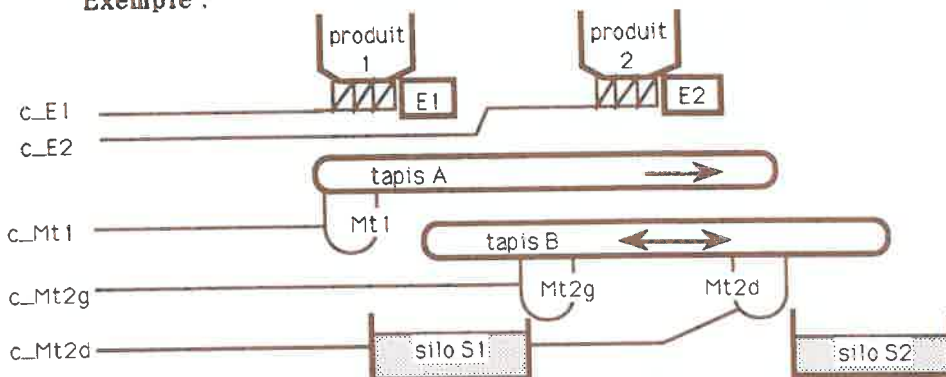 Exemple :
produit
1
produit
2
E1
E2
c_E1
c_E2
tapis A
Mt1
c_Mt1
tapis B
Mt2g
Mt2d
c_Mt2g
c_Mt2d
silo S1
silo S2